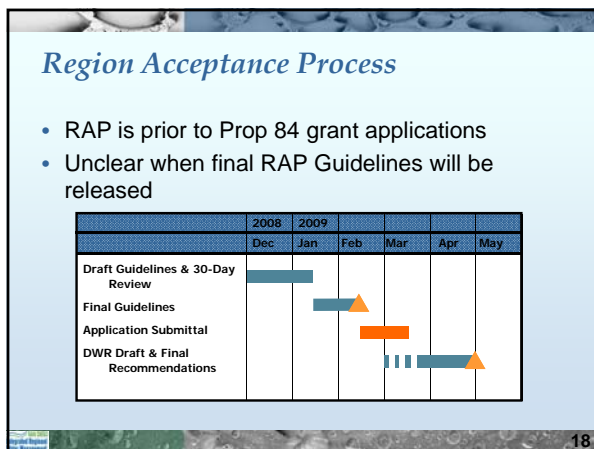 Region Acceptance Process
• RAP is prior to Prop 84 grant applications
• Unclear when final RAP Guidelines will be
released
2008 2009
Dec Jan Feb Mar Apr May
Draft Guidelines & 30-Day
Review
Final Guidelines
Application Submittal
DWR Draft & Final
Recommendations
Integrated Regional
18